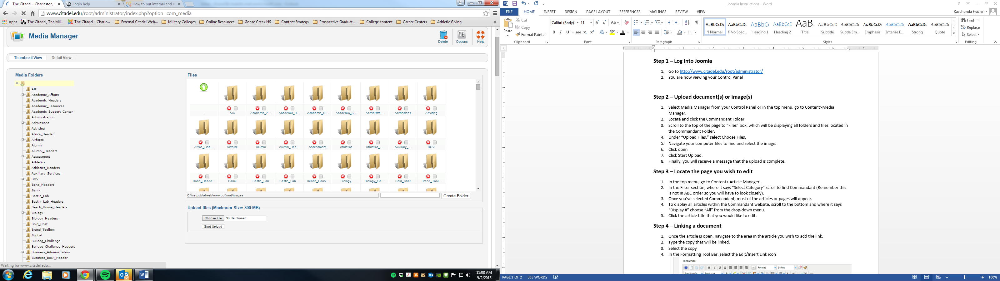 The Citadel - Charleston, S
Login help
How to put internal and e
www.citadel.edu/root/administrator/index.php?option=com_media
Apps
The Citadel, The Mil...
The Citadel - Charle...
External Citadel Web...
Military Colleges
Online Resources
Goose Creek HS
Content Strategy
Prospective Graduat...
College content
Career Centers
Athletic Giving
»
Media Manager
Delete
Options
Help
Thumbnail View
Detail View
Media Folders
AIC
Academic_Affairs
Academic_Headers
Academic_Resources
Academic_Support_Center
Administration
Admissions
Advising
Africa_Header
Airforce
Alumni
Alumni_Headers
Assessment
Athletics
Athletics_Headers
Auxiliary_Services
BOV
Band_Headers
Banik
Bastin_Lab
Bastin_Lab_Headers
Beach_House_Headers
Biology
Biology_Headers
Bold_Chat
Brand_Toolbox
Budget
Bulldog_Challenge
Bulldog_Challenge_Headers
Business_Administration
Business_Bowl_Header
Waiting for www.citadel.edu...
Files
..
AIC
Academic_A...
Academic_H...
Academic_R...
Academic_S...
Administra...
Admissions
Advising
Africa_Hea...
Airforce
Alumni
Alumni_Hea...
Assessment
Athletics
Athletics_...
Auxiliary_...
BOV
Band_Heade...
Banik
Bastin_Lab
Bastin_Lab...
Beach_Hous...
Biology
Biology_He...
Bold_Chat
Brand_Tool...
C:\inetpub\allweb\wwwroot\root/images
Create Folder
Upload files (Maximum Size: 800 MB)
Choose File
No file chosen
Start Upload
11:08 AM
9/2/2015
Joomla Instructions - Word
FILE
HOME
INSERT
DESIGN
PAGE LAYOUT
REFERENCES
MAILINGS
REVIEW
VIEW
Raschonda Frazier
Paste
Cut
Copy
Format Painter
Clipboard
Calibri (Body)
11
Font
Paragraph
AaBbCcDc
¶ Normal
AaBbCcDc
¶ No Spac...
AaBbCc
Heading 1
AaBbCcD
Heading 2
AaBl
Title
AaBbCcD
Subtitle
AaBbCcDc
Subtle Em...
AaBbCcDc
Emphasis
AaBbCcDc
Intense E...
AaBbCcDc
Strong
AaBbCcDc
Quote
Styles
Find
Replace
Select
Editing
Step 1 – Log into Joomla
1. Go to http://www.citadel.edu/root/administrator/
2. You are now viewing your Control Panel
Step 2 – Upload document(s) or image(s)
1. Select Media Manager from your Control Panel or in the top menu, go to Content>Media
Manager.
2. Locate and click the Commandant Folder
3. Scroll to the top of the page to “Files” box, which will be displaying all folders and files located in
the Commandant Folder.
4. Under “Upload Files,” select Choose Files.
5. Navigate your computer files to find and select the image.
6. Click open
7. Click Start Upload.
8. Finally, you will receive a message that the upload is complete.
Step 3 – Locate the page you wish to edit
1. In the top menu, go to Content> Article Manager.
2. In the Filter section, where it says “Select Category” scroll to find Commandant (Remember this
is not in ABC order so you will have to look closely).
3. Once you’ve selected Commandant, most of the articles or pages will appear.
4. To display all articles within the Commandant website, scroll to the bottom and where it says
“Display #” choose “All” from the drop-down menu.
5. Click the article title that you would like to edit.
Step 4 – Linking a document
1. Once the article is open, navigate to the area in the article you wish to add the link.
2. Type the copy that will be linked.
3. Select the copy
4. In the Formatting Tool Bar, select the Edit/Insert Link icon
[show/hide]
Format
Styles
PAGE 1 OF 2
365 WORDS
100%